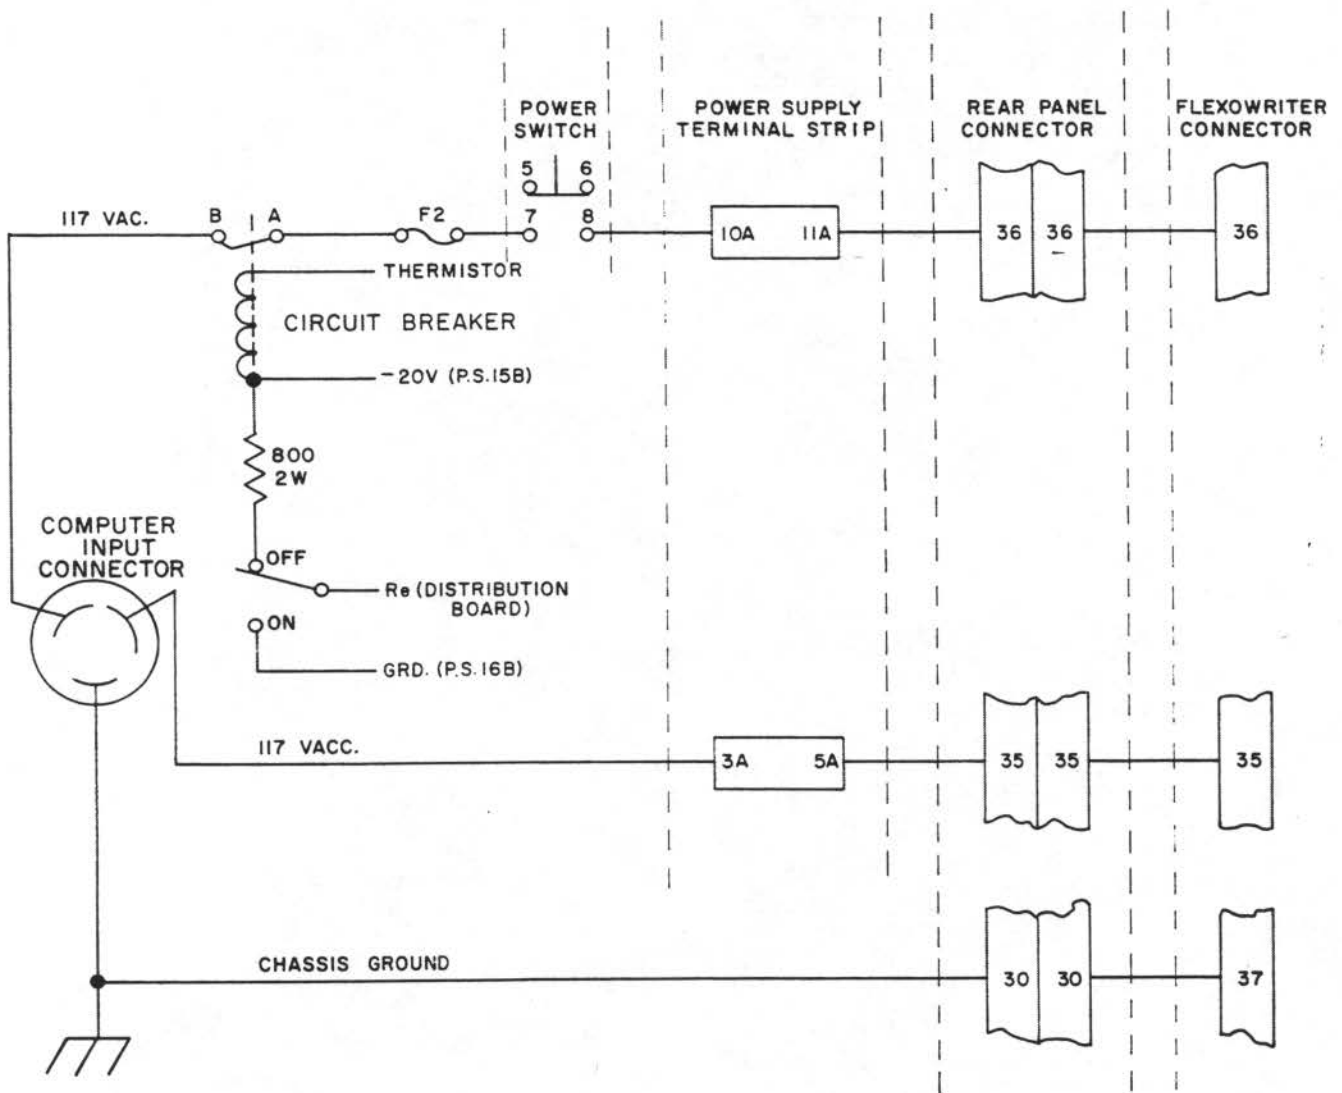 POWER
SWITCH
POWER SUPPLY
TERMINAL STRIP
REAR PANEL
CONNECTOR
FLEXOWRITER
CONNECTOR
5 6
117 VAC.
B A
F2
7 8
10A 11A
36 36
36
THERMISTOR
CIRCUIT BREAKER
-20V (P.S.15B)
800
2W
COMPUTER
INPUT
CONNECTOR
OFF
Re (DISTRIBUTION
BOARD)
ON
GRD. (P.S.16B)
117 VACC.
3A 5A
35 35
35
CHASSIS GROUND
30 30
37